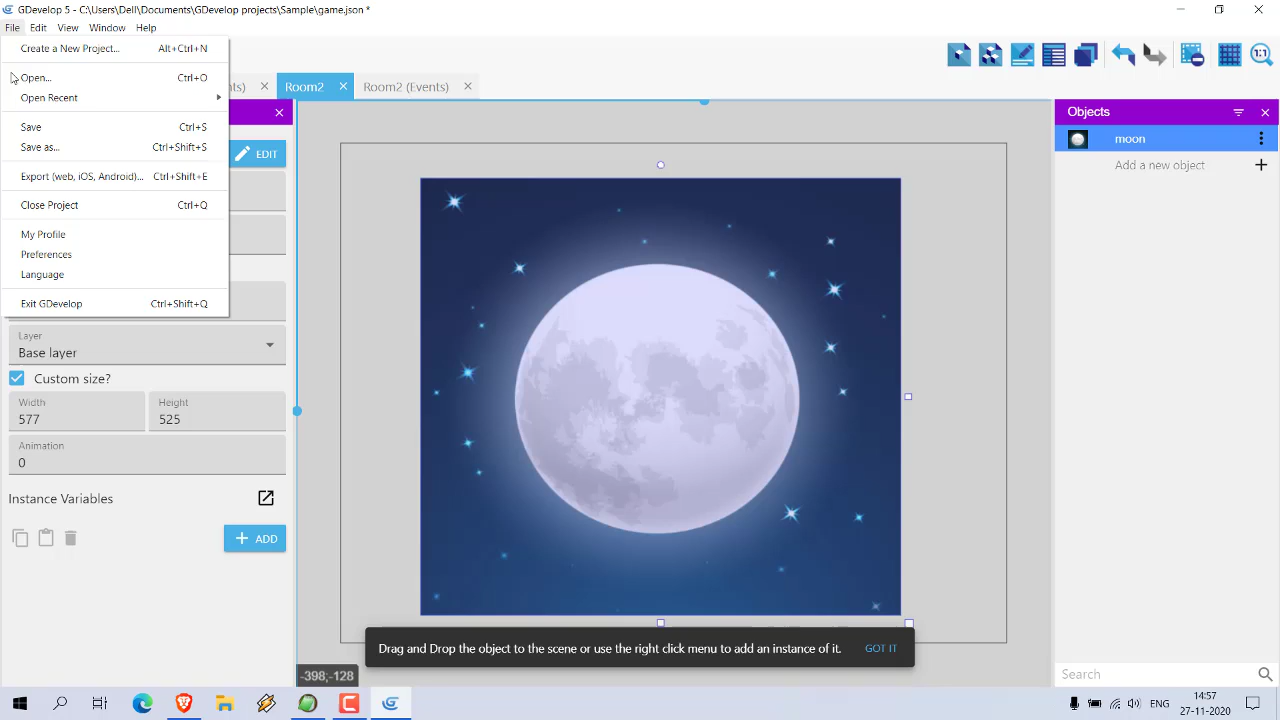 GDevelop 5 - C:\Users\Dell\Documents\GDevelop projects\Sample\game.json *
File Edit View Window Help
Create a New Project... Alt+Ctrl+N
Open... Ctrl+O
Open Recent
Save Ctrl+S
Save as... Ctrl+Shift+S
Export (web, iOS, Android)... Ctrl+Shift+E
Close Project Ctrl+Q
My Profile
Preferences
Language
Exit GDevelop Ctrl+Shift+Q
nts)
Room2
Room2 (Events)
EDIT
Layer
Base layer
Custom size?
Width
577
Height
525
Animation
0
Instance Variables
ADD
1:1
Objects
moon
Add a new object
Drag and Drop the object to the scene or use the right click menu to add an instance of it. GOT IT
-398;-128
Search
14:57
27-11-2020